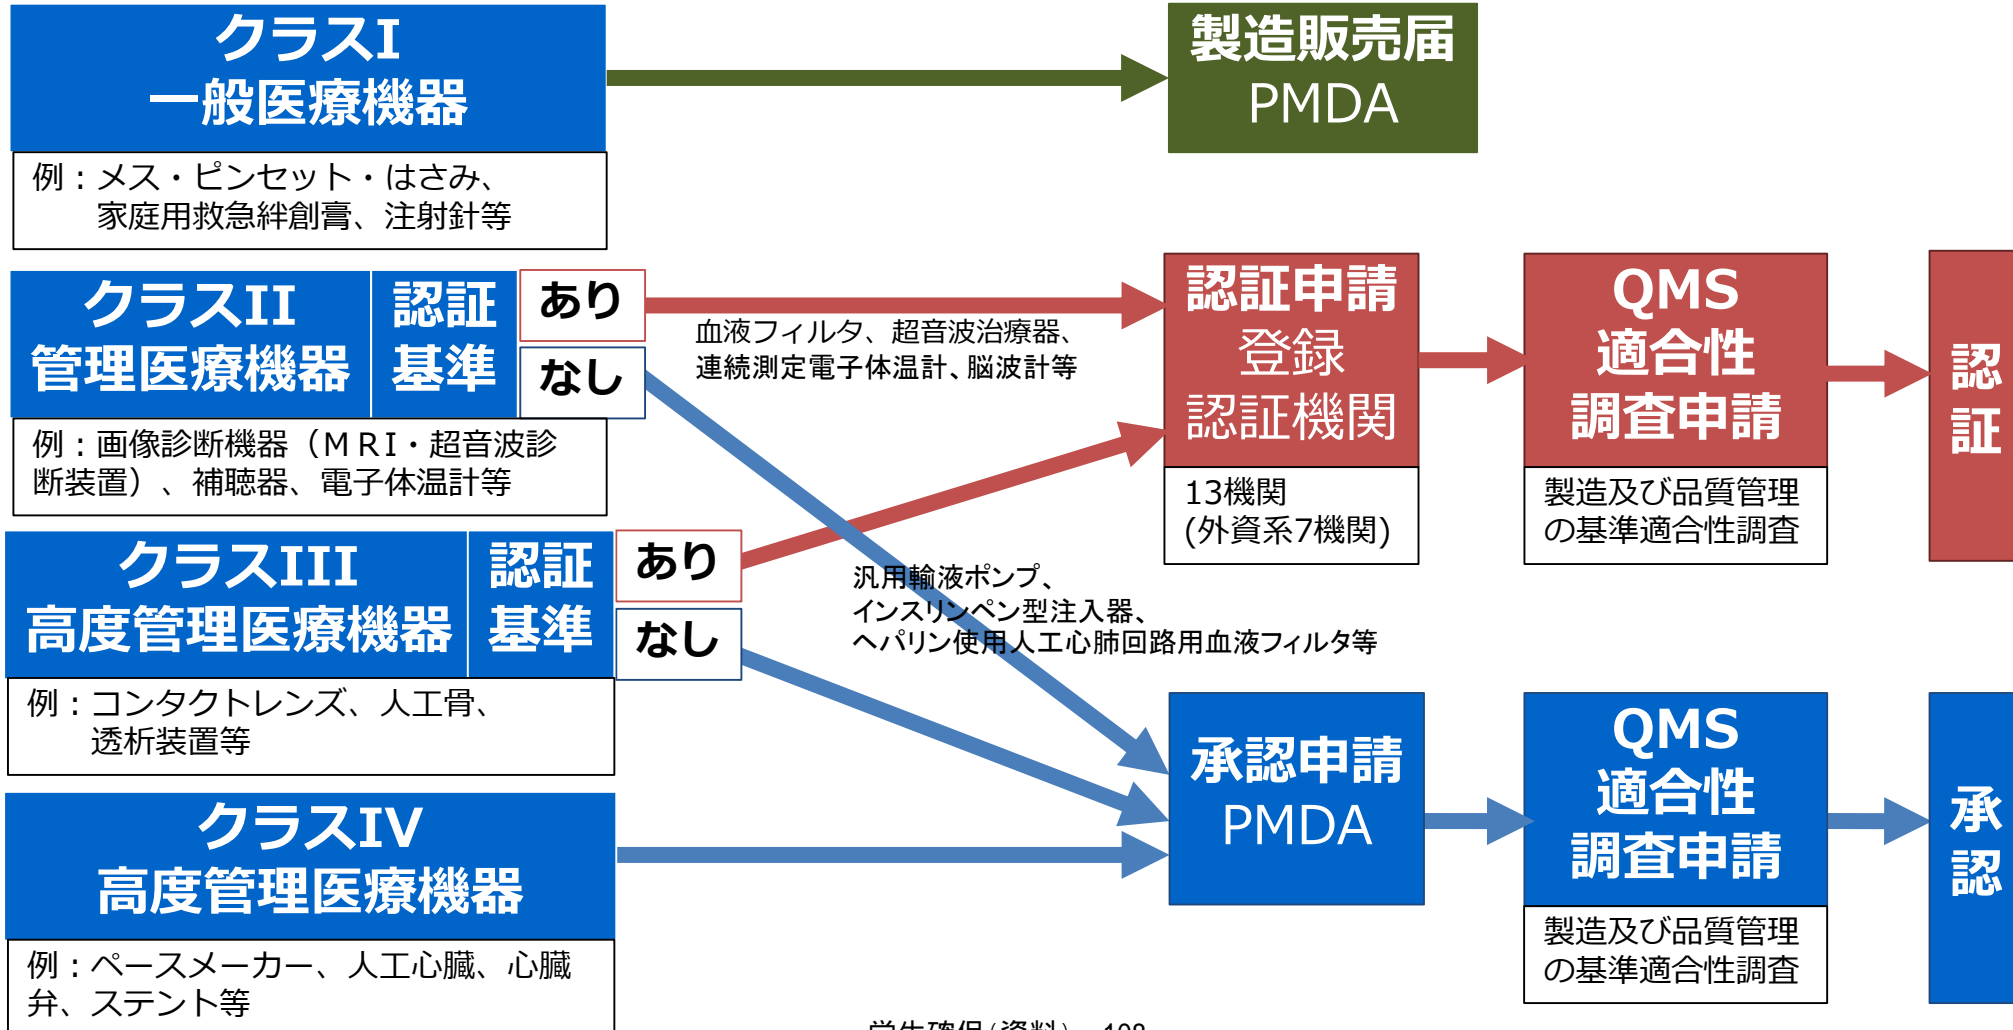 クラスI
一般医療機器
例：メス・ピンセット・はさみ、
家庭用救急絆創膏、注射針等
製造販売届
PMDA
クラスII
管理医療機器
認証
基準
あり
なし
例：画像診断機器（ＭＲI・超音波診
断装置）、補聴器、電子体温計等
血液フィルタ、超音波治療器、
連続測定電子体温計、脳波計等
認証申請
登録
認証機関
13機関
(外資系7機関)
QMS
適合性
調査申請
製造及び品質管理
の基準適合性調査
認
証
クラスIII
高度管理医療機器
認証
基準
あり
なし
例：コンタクトレンズ、人工骨、
透析装置等
汎用輸液ポンプ、
インスリンペン型注入器、
ヘパリン使用人工心肺回路用血液フィルタ等
クラスIV
高度管理医療機器
例：ペースメーカー、人工心臓、心臓
弁、ステント等
承認申請
PMDA
QMS
適合性
調査申請
製造及び品質管理
の基準適合性調査
承
認
学生確保(資料)－108